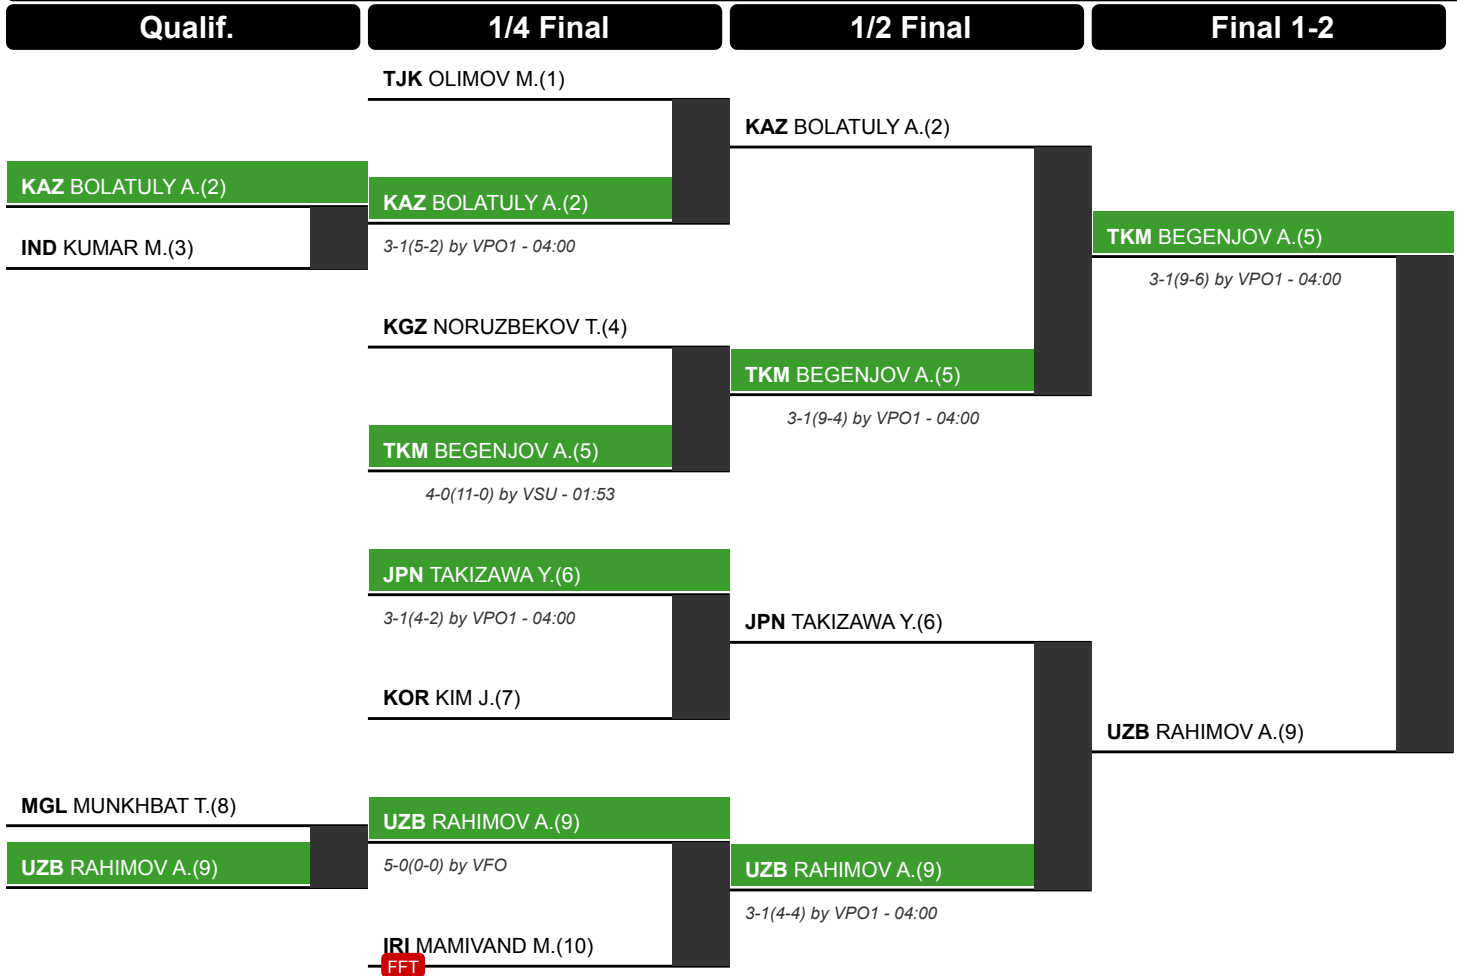 Qualif.
1/4 Final
1/2 Final
Final 1-2
KAZ BOLATULY A.(2)
IND KUMAR M.(3)
MGL MUNKHBAT T.(8)
UZB RAHIMOV A.(9)
TJK OLIMOV M.(1)
KAZ BOLATULY A.(2)
3-1(5-2) by VPO1 - 04:00
KGZ NORUZBEKOV T.(4)
TKM BEGENJOV A.(5)
4-0(11-0) by VSU - 01:53
JPN TAKIZAWA Y.(6)
3-1(4-2) by VPO1 - 04:00
KOR KIM J.(7)
UZB RAHIMOV A.(9)
5-0(0-0) by VFO
IRI MAMIVAND M.(10)
FFT
KAZ BOLATULY A.(2)
TKM BEGENJOV A.(5)
3-1(9-4) by VPO1 - 04:00
JPN TAKIZAWA Y.(6)
UZB RAHIMOV A.(9)
3-1(4-4) by VPO1 - 04:00
TKM BEGENJOV A.(5)
3-1(9-6) by VPO1 - 04:00
UZB RAHIMOV A.(9)